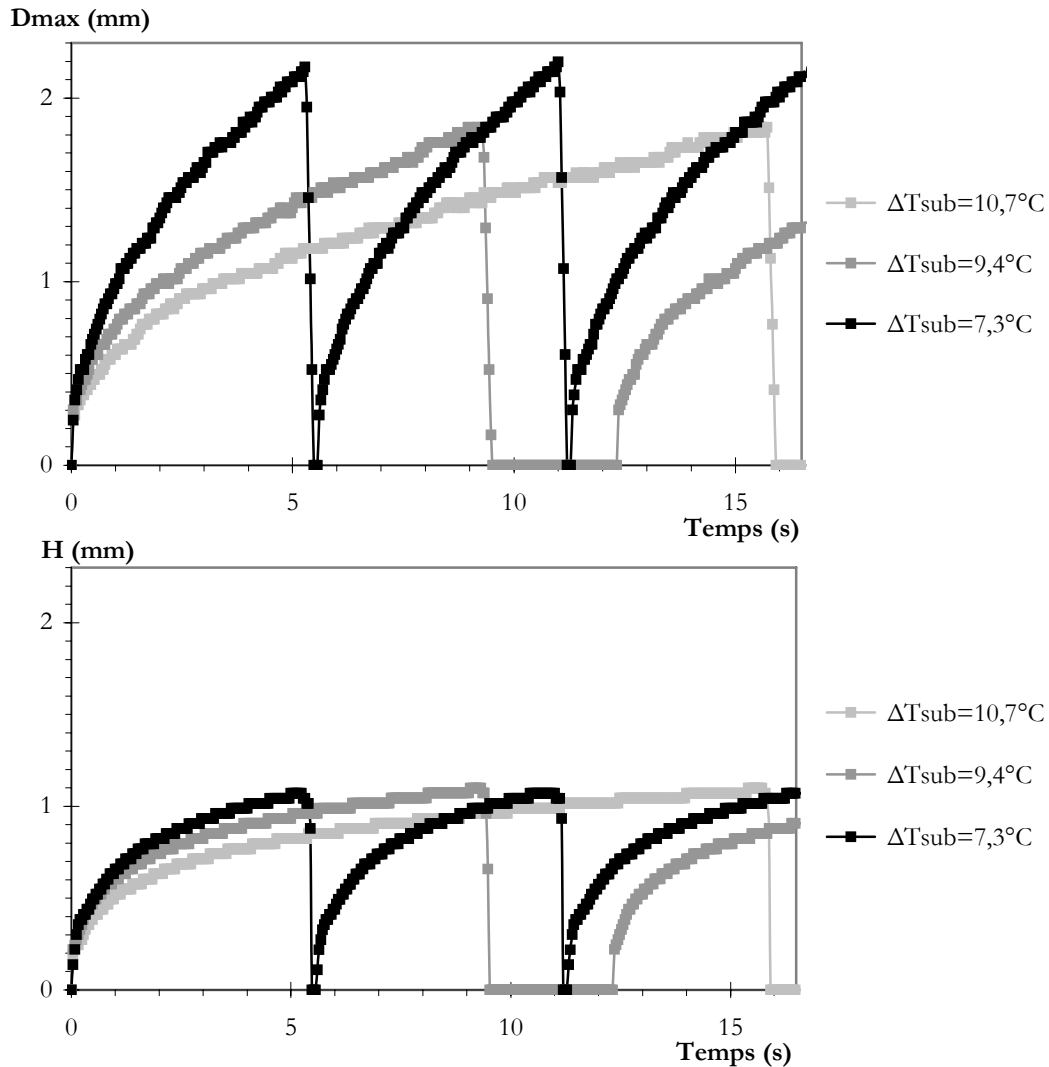 Dmax (mm)
2
1
0
0 5 10 15
Temps (s)
ΔTsub=10,7°C
ΔTsub=9,4°C
ΔTsub=7,3°C
H (mm)
2
1
0
0 5 10 15
Temps (s)
ΔTsub=10,7°C
ΔTsub=9,4°C
ΔTsub=7,3°C